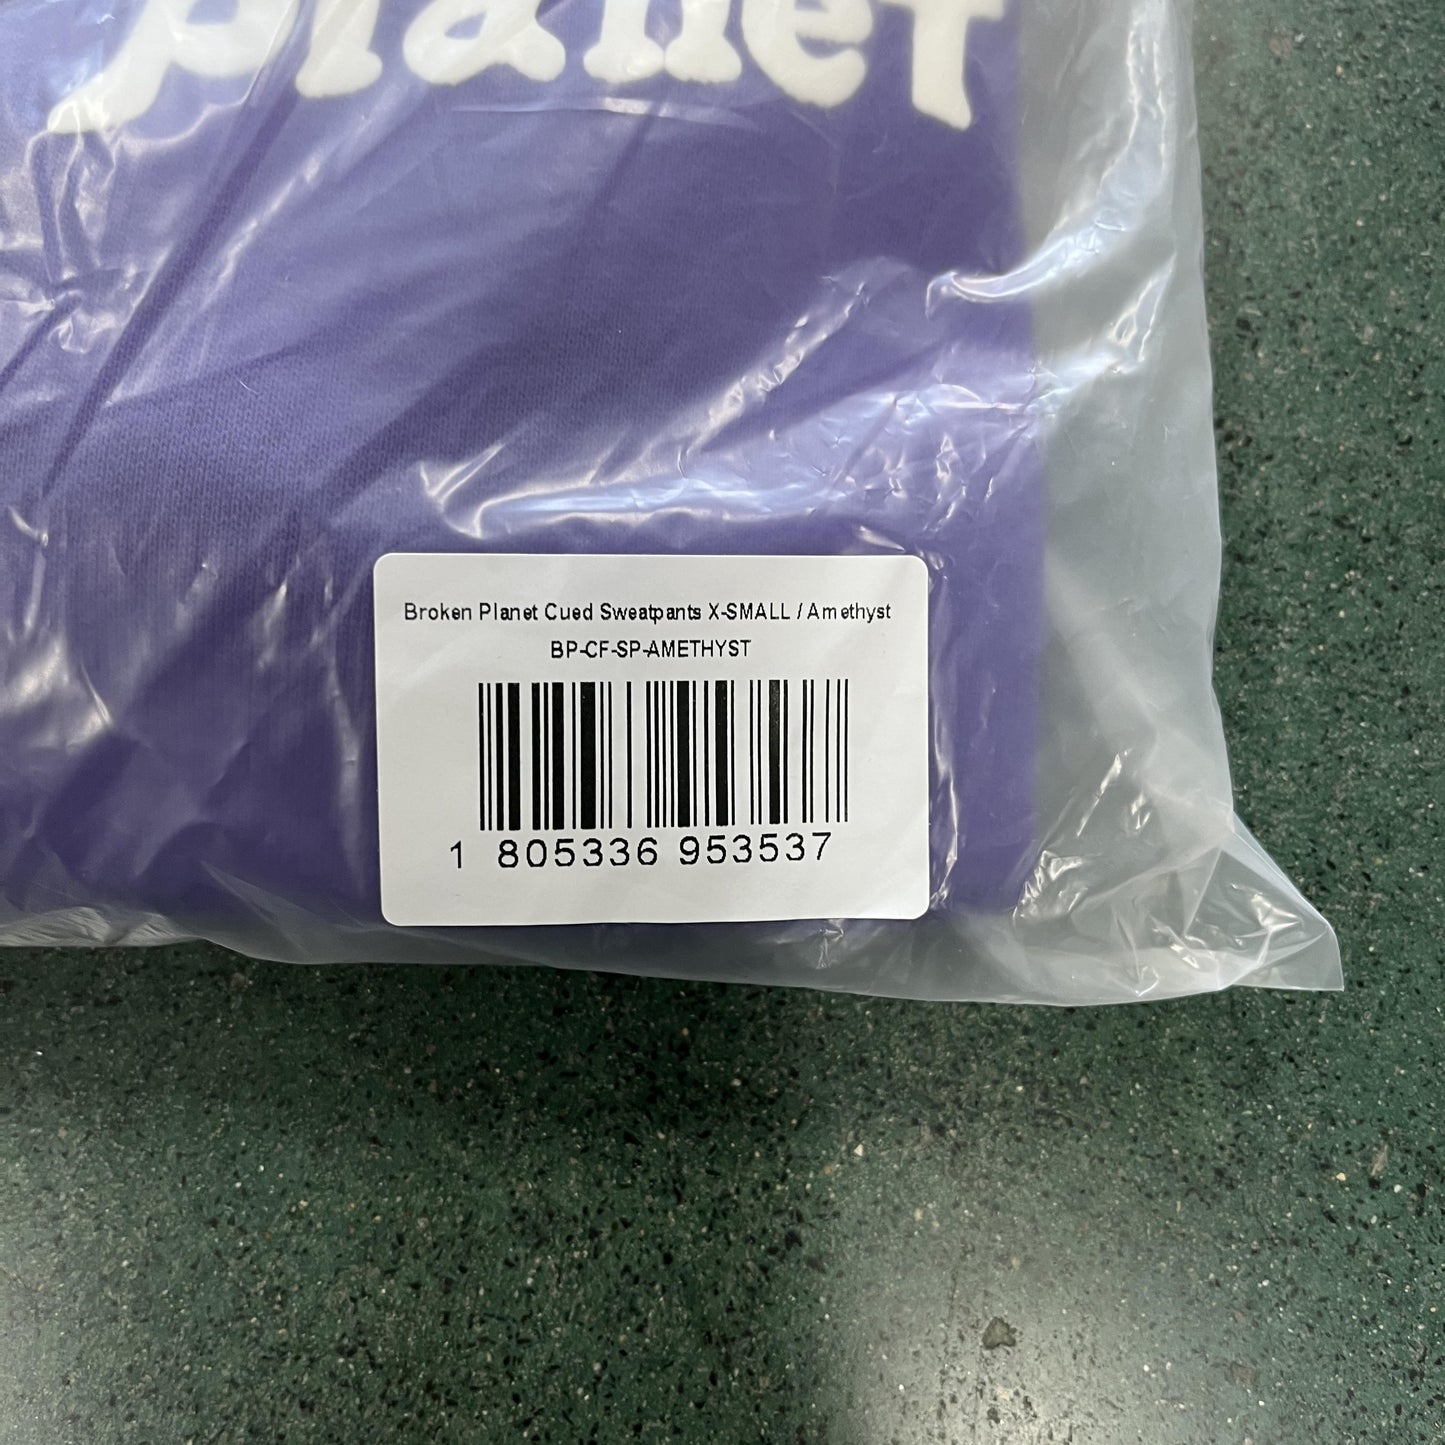 planet
Broken Planet Cued Sweatpants X-SMALL / Amethyst
BP-CF-SP-AMETHYST
1 805336 953537